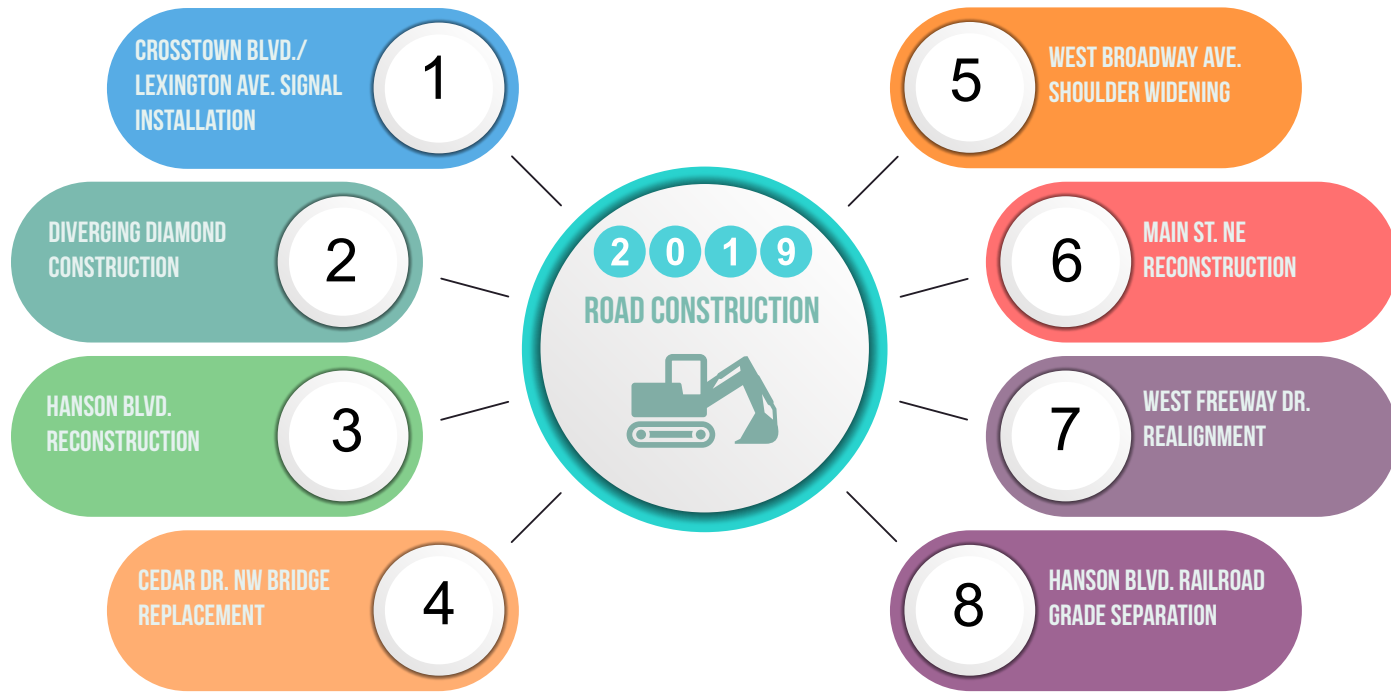 CROSSTOWN BLVD./
LEXINGTON AVE. SIGNAL
INSTALLATION
1
DIVERGING DIAMOND
CONSTRUCTION
2
HANSON BLVD.
RECONSTRUCTION
3
CEDAR DR. NW BRIDGE
REPLACEMENT
4
2019
ROAD CONSTRUCTION
5
WEST BROADWAY AVE.
SHOULDER WIDENING
6
MAIN ST. NE
RECONSTRUCTION
7
WEST FREEWAY DR.
REALIGNMENT
8
HANSON BLVD. RAILROAD
GRADE SEPARATION